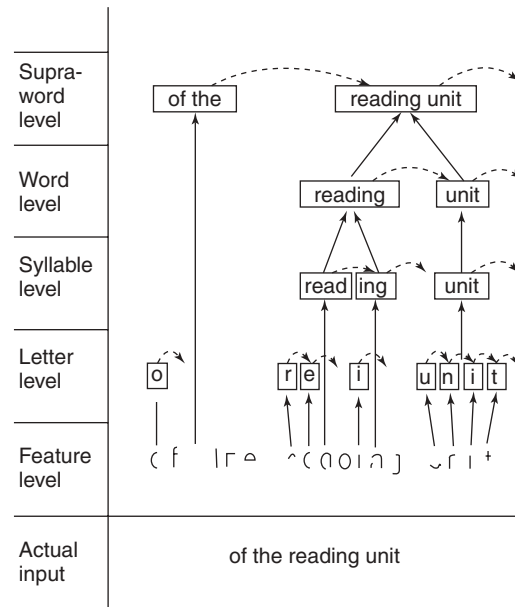 Supra-
word
level
of the
reading unit
Word
level
reading
unit
Syllable
level
read
ing
unit
Letter
level
o
r
e
i
u
n
i
t
Feature
level
Actual
input
of the reading unit